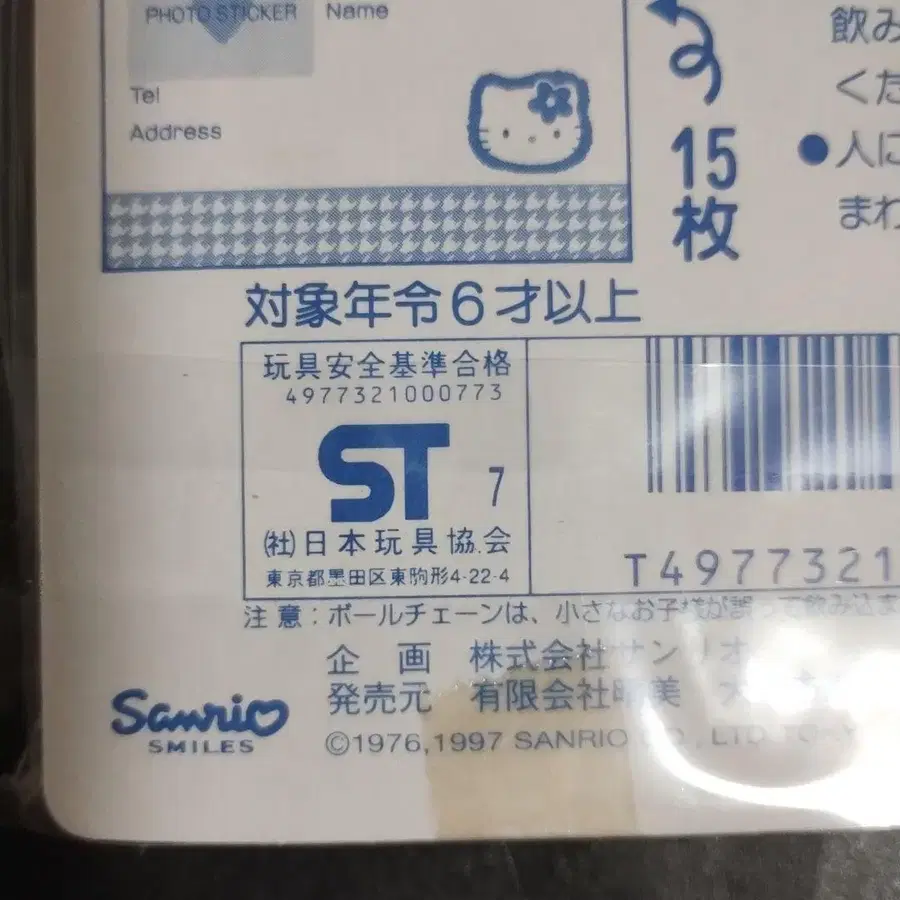 PHOTO STICKER
Name
Tel
Address
15
枚
飲み
くだ
●人に
まわ
対象年令6才以上
玩具安全基準合格
4977321000773
ST 7
(社)日本玩具協会
東京都墨田区東駒形4-22-4
T4977321
注意:ボールチェーンは、小さなお子様が誤って飲み込ま
企 画 株式会社サンリオ
発売元 有限会社晴美
Sanrio
SMILES
©1976,1997 SANRIO CO., LTD.